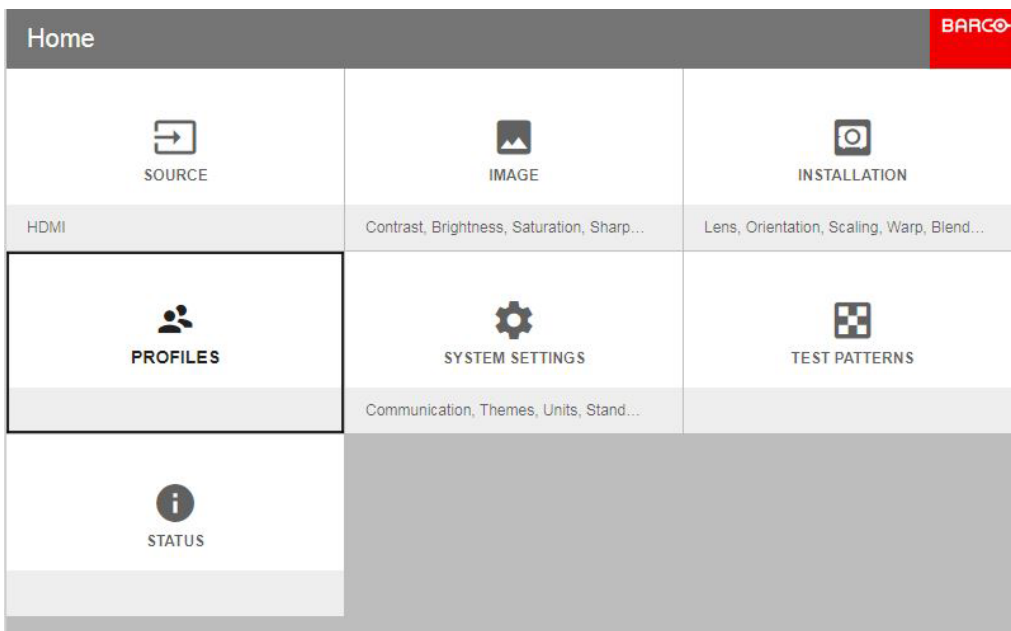 Home
BARCO
SOURCE
IMAGE
INSTALLATION
HDMI
Contrast, Brightness, Saturation, Sharp...
Lens, Orientation, Scaling, Warp, Blend...
PROFILES
SYSTEM SETTINGS
TEST PATTERNS
Communication, Themes, Units, Stand...
STATUS